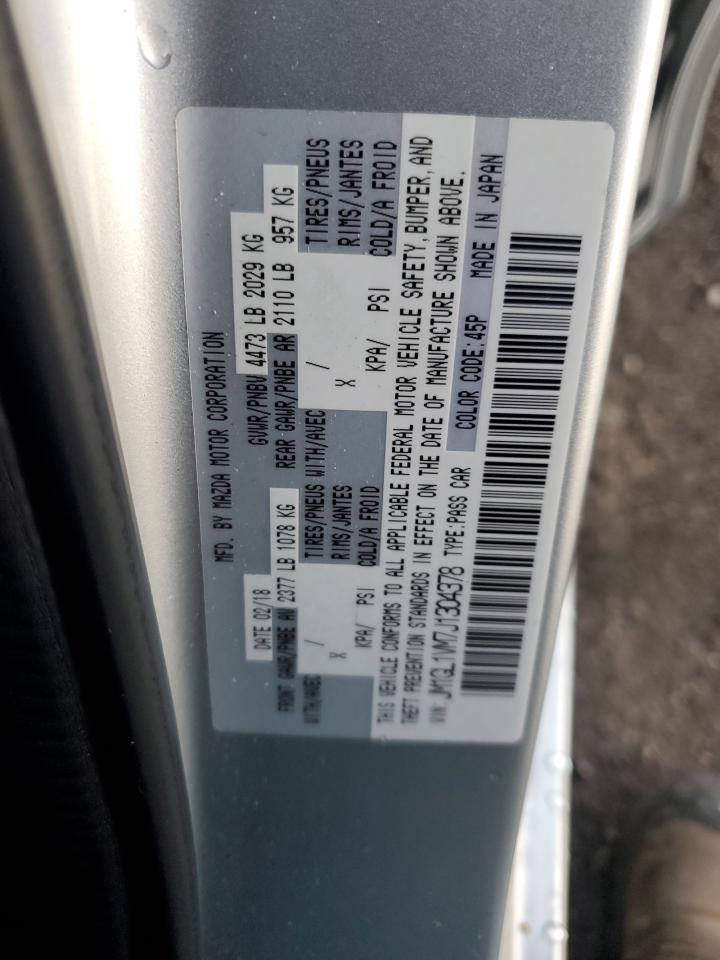 MFD. BY MAZDA MOTOR CORPORATION
DATE 02/18 GVWR/PNBV 4473 LB 2029 KG
FRONT GAWR/PNBE AV 2377 LB 1078 KG REAR GAWR/PNBE AR 2110 LB 957 KG
WITH/AVEC / TIRES/PNEUS WITH/AVEC / TIRES/PNEUS
X RIMS/JANTES X RIMS/JANTES
KPA/ PSI COLD/A FROID KPA/ PSI COLD/A FROID
THIS VEHICLE CONFORMS TO ALL APPLICABLE FEDERAL MOTOR VEHICLE SAFETY, BUMPER, AND
THEFT PREVENTION STANDARDS IN EFFECT ON THE DATE OF MANUFACTURE SHOWN ABOVE.
VIN: JM1GL1VM7J1304378 TYPE:PASS CAR COLOR CODE:45P MADE IN JAPAN